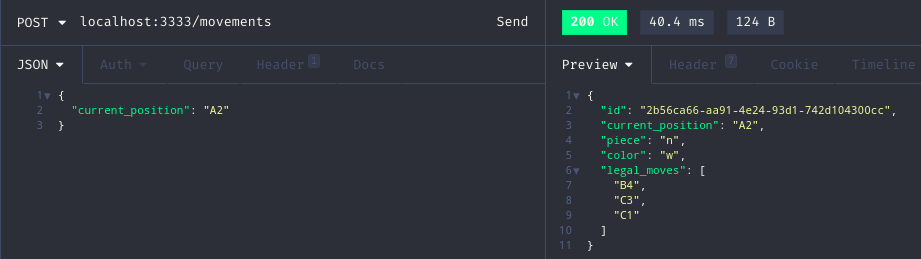 POST localhost:3333/movements Send
JSON Auth Query Header 1 Docs
1 {
2 "current_position": "A2"
3 }
200 OK 40.4 ms 124 B
Preview Header 7 Cookie Timeline
1 {
2 "id": "2b56ca66-aa91-4e24-93d1-742d104300cc",
3 "current_position": "A2",
4 "piece": "n",
5 "color": "w",
6 "legal_moves": [
7 "B4",
8 "C3",
9 "C1"
10 ]
11 }